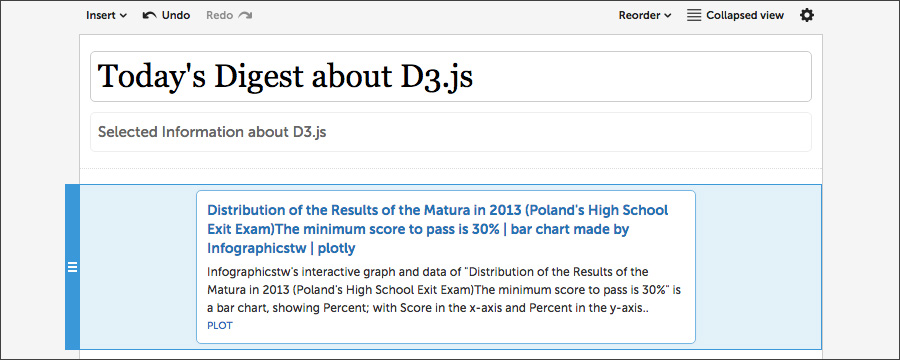 Insert Undo Redo Reorder Collapsed view
Today's Digest about D3.js
Selected Information about D3.js
Distribution of the Results of the Matura in 2013 (Poland's High School
Exit Exam)The minimum score to pass is 30% | bar chart made by
Infographicstw | plotly
Infographicstw's interactive graph and data of "Distribution of the Results of the
Matura in 2013 (Poland's High School Exit Exam)The minimum score to pass is 30%" is
a bar chart, showing Percent; with Score in the x-axis and Percent in the y-axis..
PLOT